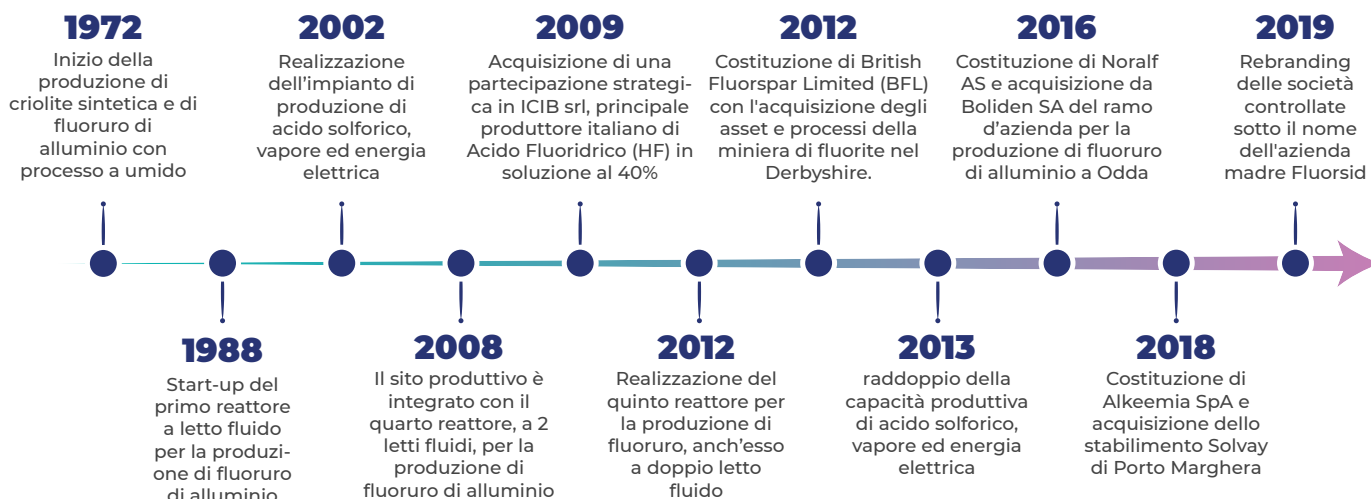 1972
Inizio della
produzione di
criolite sintetica e di
fluoruro di
alluminio con
processo a umido
1988
Start-up del
primo reattore
a letto fluido
per la produzi-
one di fluoruro
di alluminio
2002
Realizzazione
dell’impianto di
produzione di
acido solforico,
vapore ed energia
elettrica
2008
Il sito produttivo è
integrato con il
quarto reattore, a 2
letti fluidi, per la
produzione di
fluoruro di alluminio
2009
Acquisizione di una
partecipazione strategi-
ca in ICIB srl, principale
produttore italiano di
Acido Fluoridrico (HF) in
soluzione al 40%
2012
Realizzazione del
quinto reattore per
la produzione di
fluoruro, anch’esso
a doppio letto
fluido
2012
Costituzione di British
Fluorspar Limited (BFL)
con l'acquisizione degli
asset e processi della
miniera di fluorite nel
Derbyshire.
2013
raddoppio della
capacità produttiva
di acido solforico,
vapore ed energia
elettrica
2016
Costituzione di Noralf
AS e acquisizione da
Boliden SA del ramo
d’azienda per la
produzione di fluoruro
di alluminio a Odda
2018
Costituzione di
Alkeemia SpA e
acquisizione dello
stabilimento Solvay
di Porto Marghera
2019
Rebranding
delle società
controllate
sotto il nome
dell'azienda
madre Fluorsid